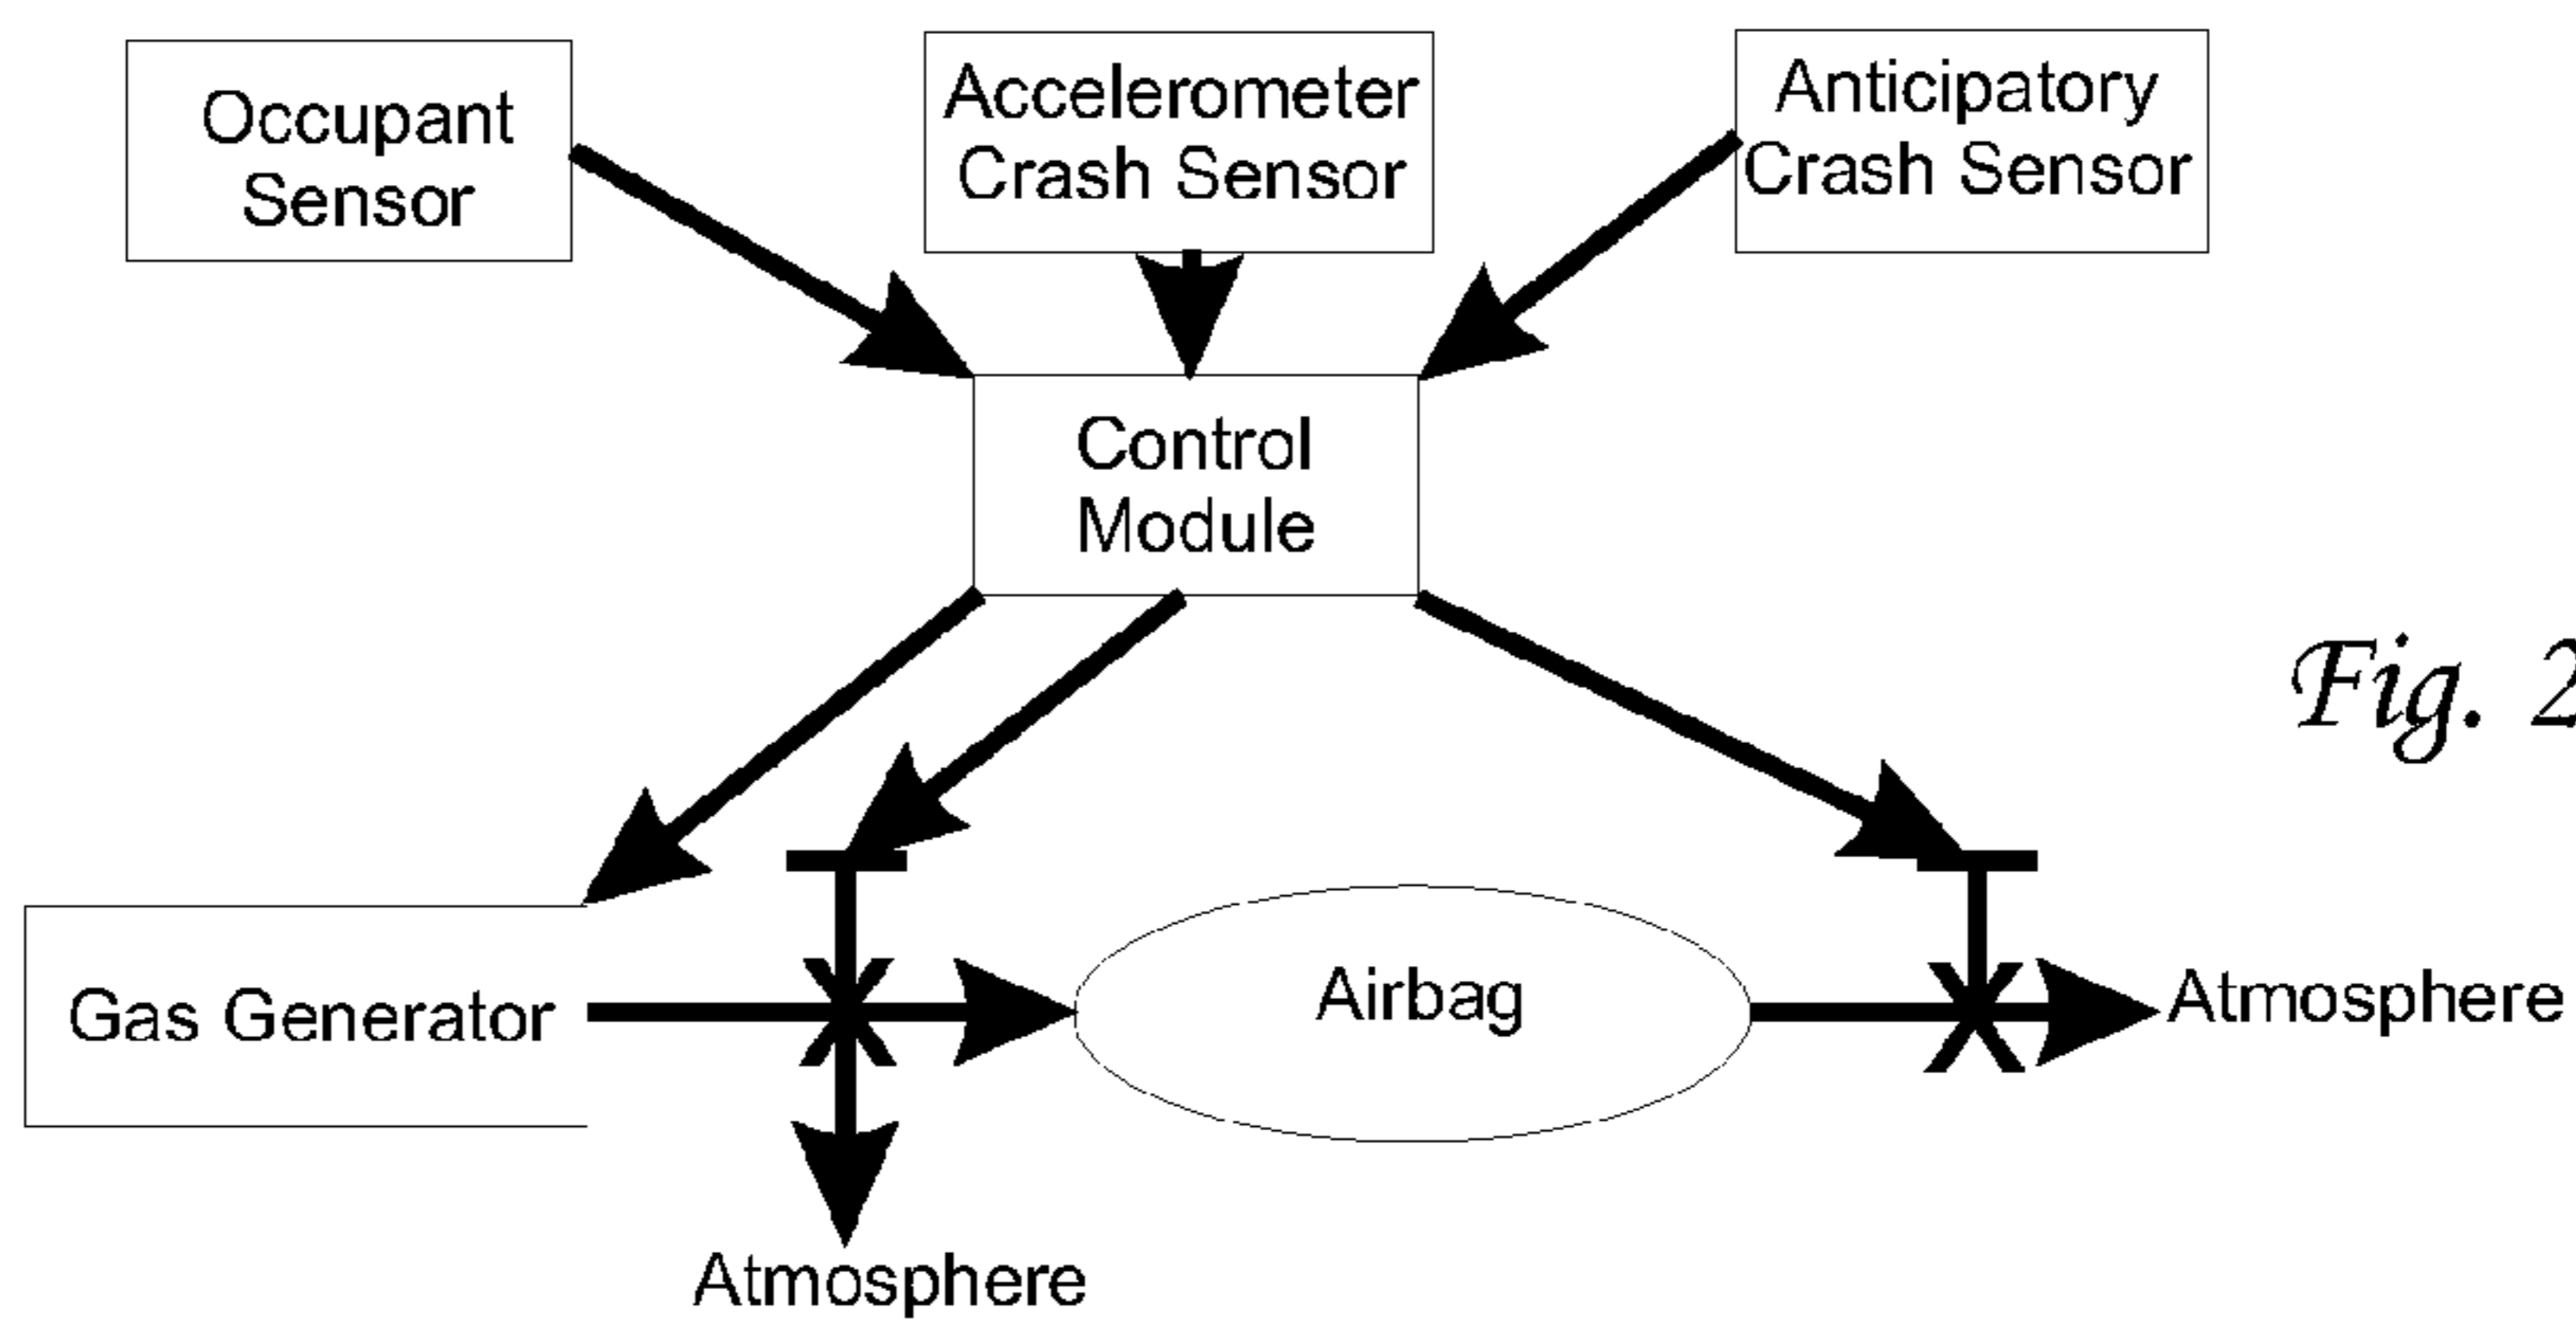 Occupant
Sensor
Accelerometer
Crash Sensor
Anticipatory
Crash Sensor
Control
Module
Fig. 2
Gas Generator
Airbag
Atmosphere
Atmosphere